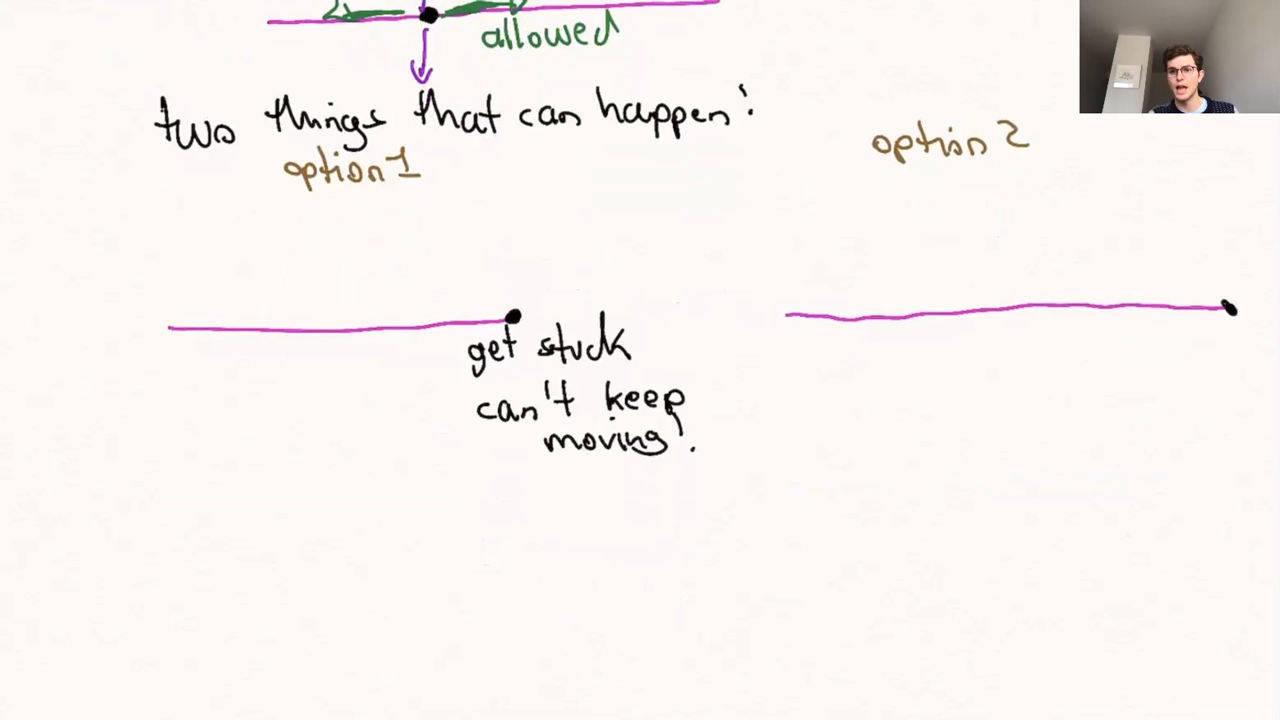 allowed
two things that can happen:
option 1
option 2
get stuck
can't keep
moving!